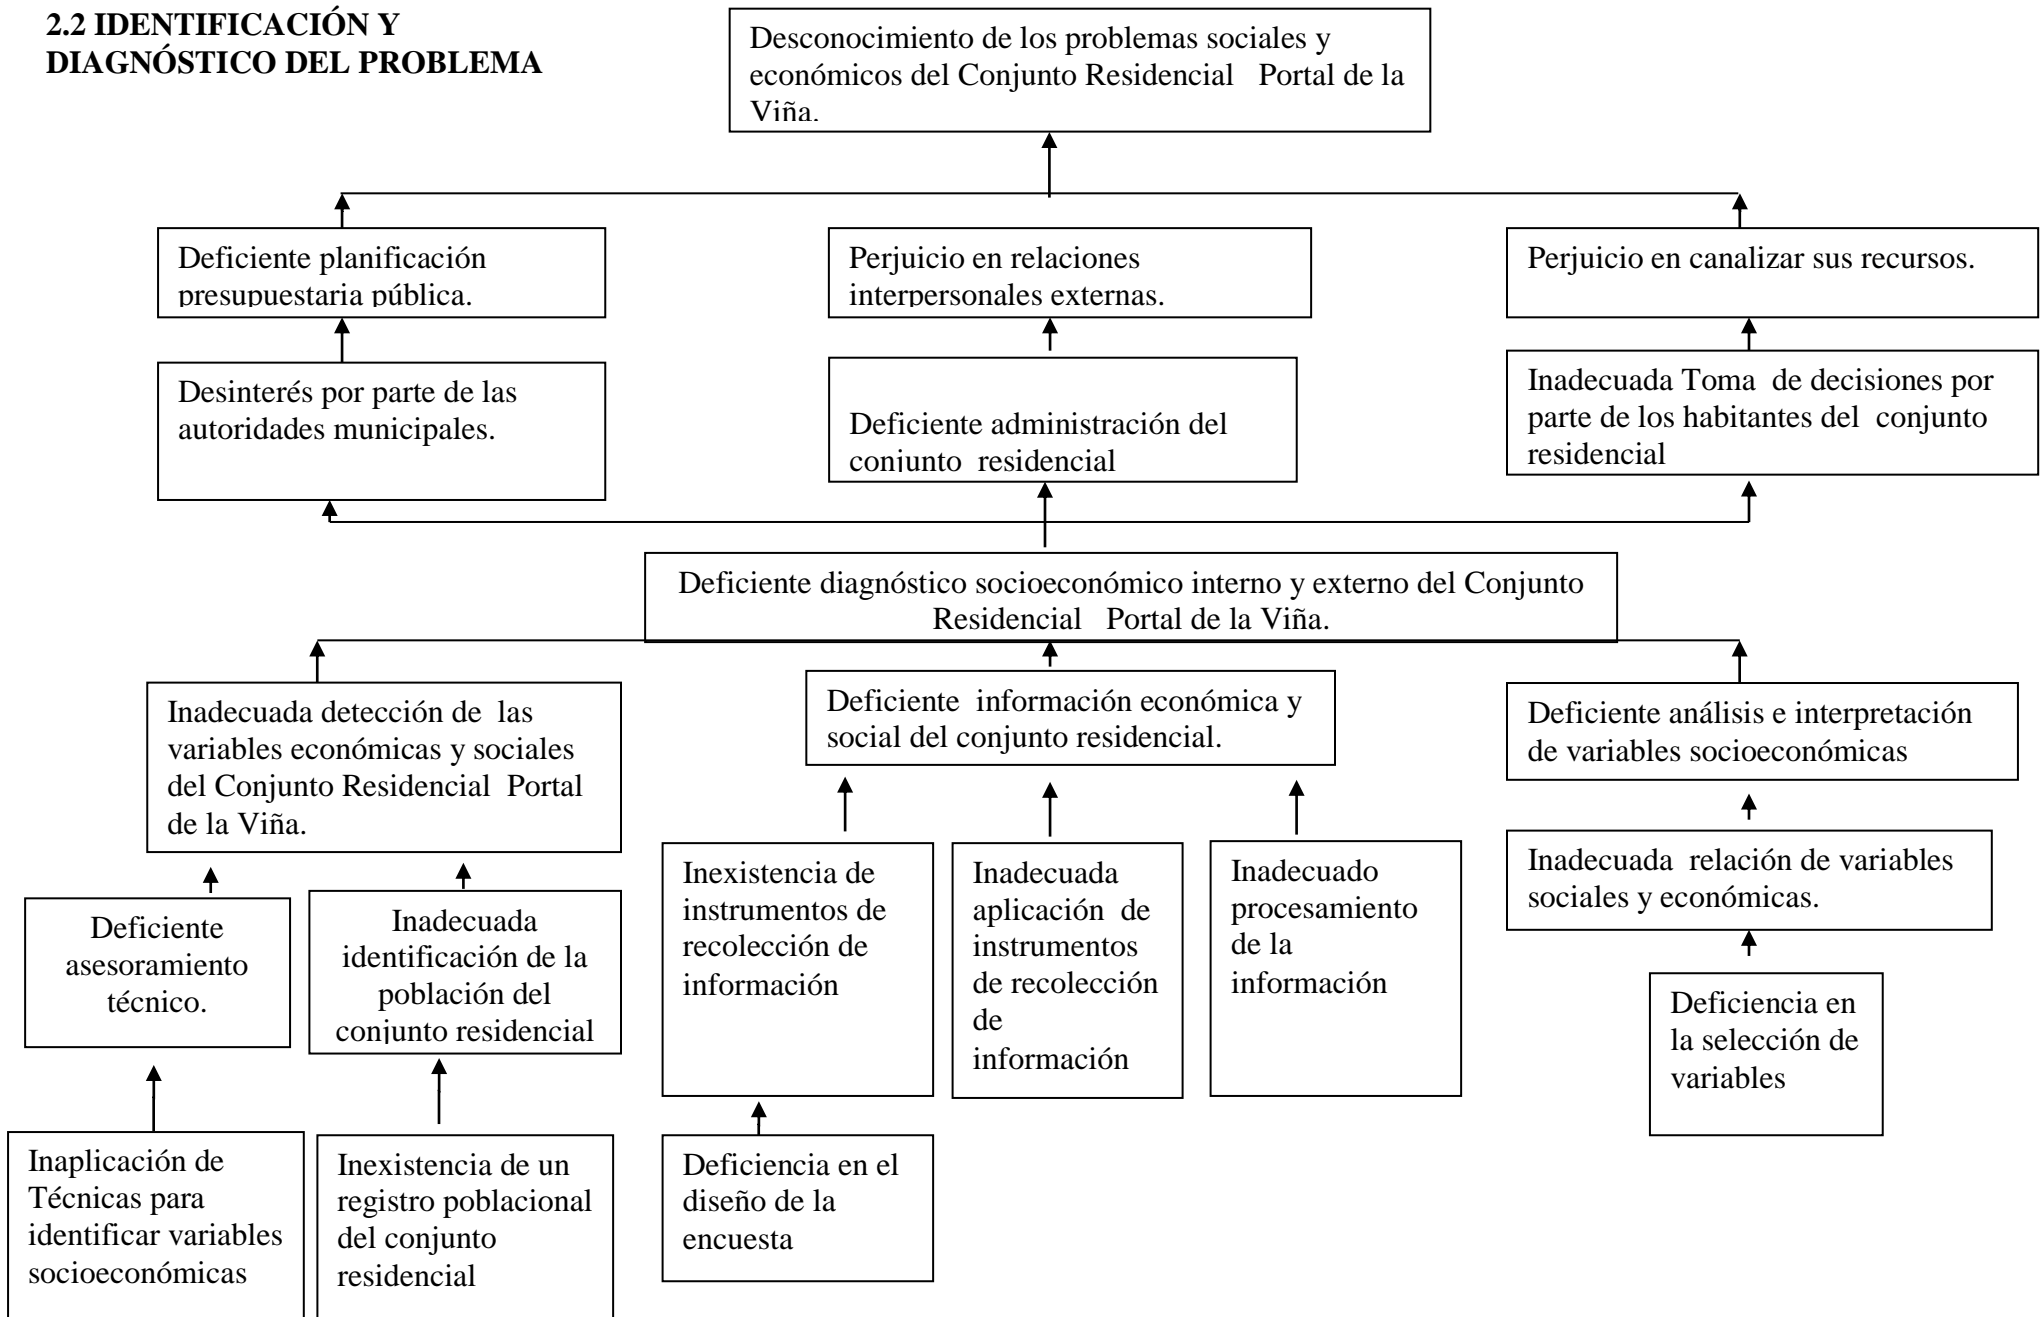 2.2 IDENTIFICACIÓN Y
DIAGNÓSTICO DEL PROBLEMA
Desconocimiento de los problemas sociales y
económicos del Conjunto Residencial Portal de la
Viña.
Deficiente planificación
presupuestaria pública.
Perjuicio en relaciones
interpersonales externas.
Perjuicio en canalizar sus recursos.
Desinterés por parte de las
autoridades municipales.
Deficiente administración del
conjunto residencial
Inadecuada Toma de decisiones por
parte de los habitantes del conjunto
residencial
Deficiente diagnóstico socioeconómico interno y externo del Conjunto
Residencial Portal de la Viña.
Inadecuada detección de las
variables económicas y sociales
del Conjunto Residencial Portal
de la Viña.
Deficiente información económica y
social del conjunto residencial.
Deficiente análisis e interpretación
de variables socioeconómicas
Deficiente
asesoramiento
técnico.
Inadecuada
identificación de la
población del
conjunto residencial
Inexistencia de
instrumentos de
recolección de
información
Inadecuada
aplicación de
instrumentos
de recolección
de
información
Inadecuado
procesamiento
de la
información
Inadecuada relación de variables
sociales y económicas.
Deficiencia en
la selección de
variables
Inaplicación de
Técnicas para
identificar variables
socioeconómicas
Inexistencia de un
registro poblacional
del conjunto
residencial
Deficiencia en el
diseño de la
encuesta